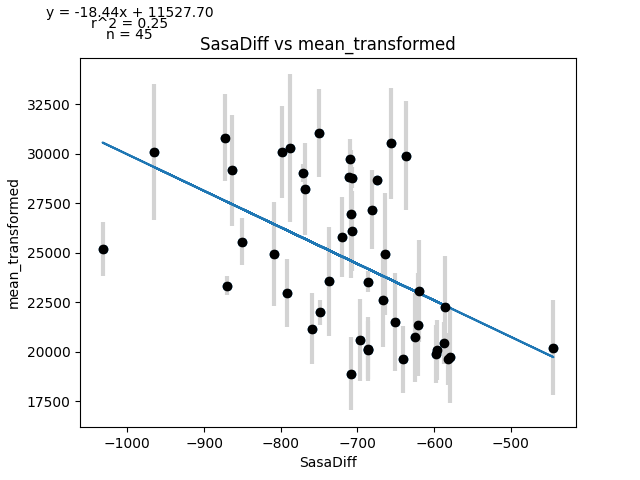 y = -18.44x + 11527.70
r^2 = 0.25
n = 45
SasaDiff vs mean_transformed
32500
30000
27500
25000
22500
20000
17500
mean_transformed
−1000
−900
−800
−700
−600
−500
SasaDiff